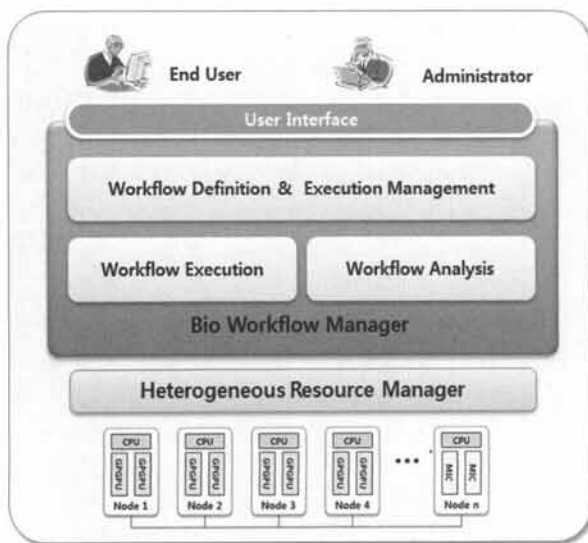 End User Administrator
User Interface
Workflow Definition & Execution Management
Workflow Execution Workflow Analysis
Bio Workflow Manager
Heterogeneous Resource Manager
CPU CPU CPU CPU CPU
GPGPU GPGPU GPGPU GPGPU GPGPU GPGPU GPGPU GPGPU ... MIC MIC
Node 1 Node 2 Node 3 Node 4 Node n